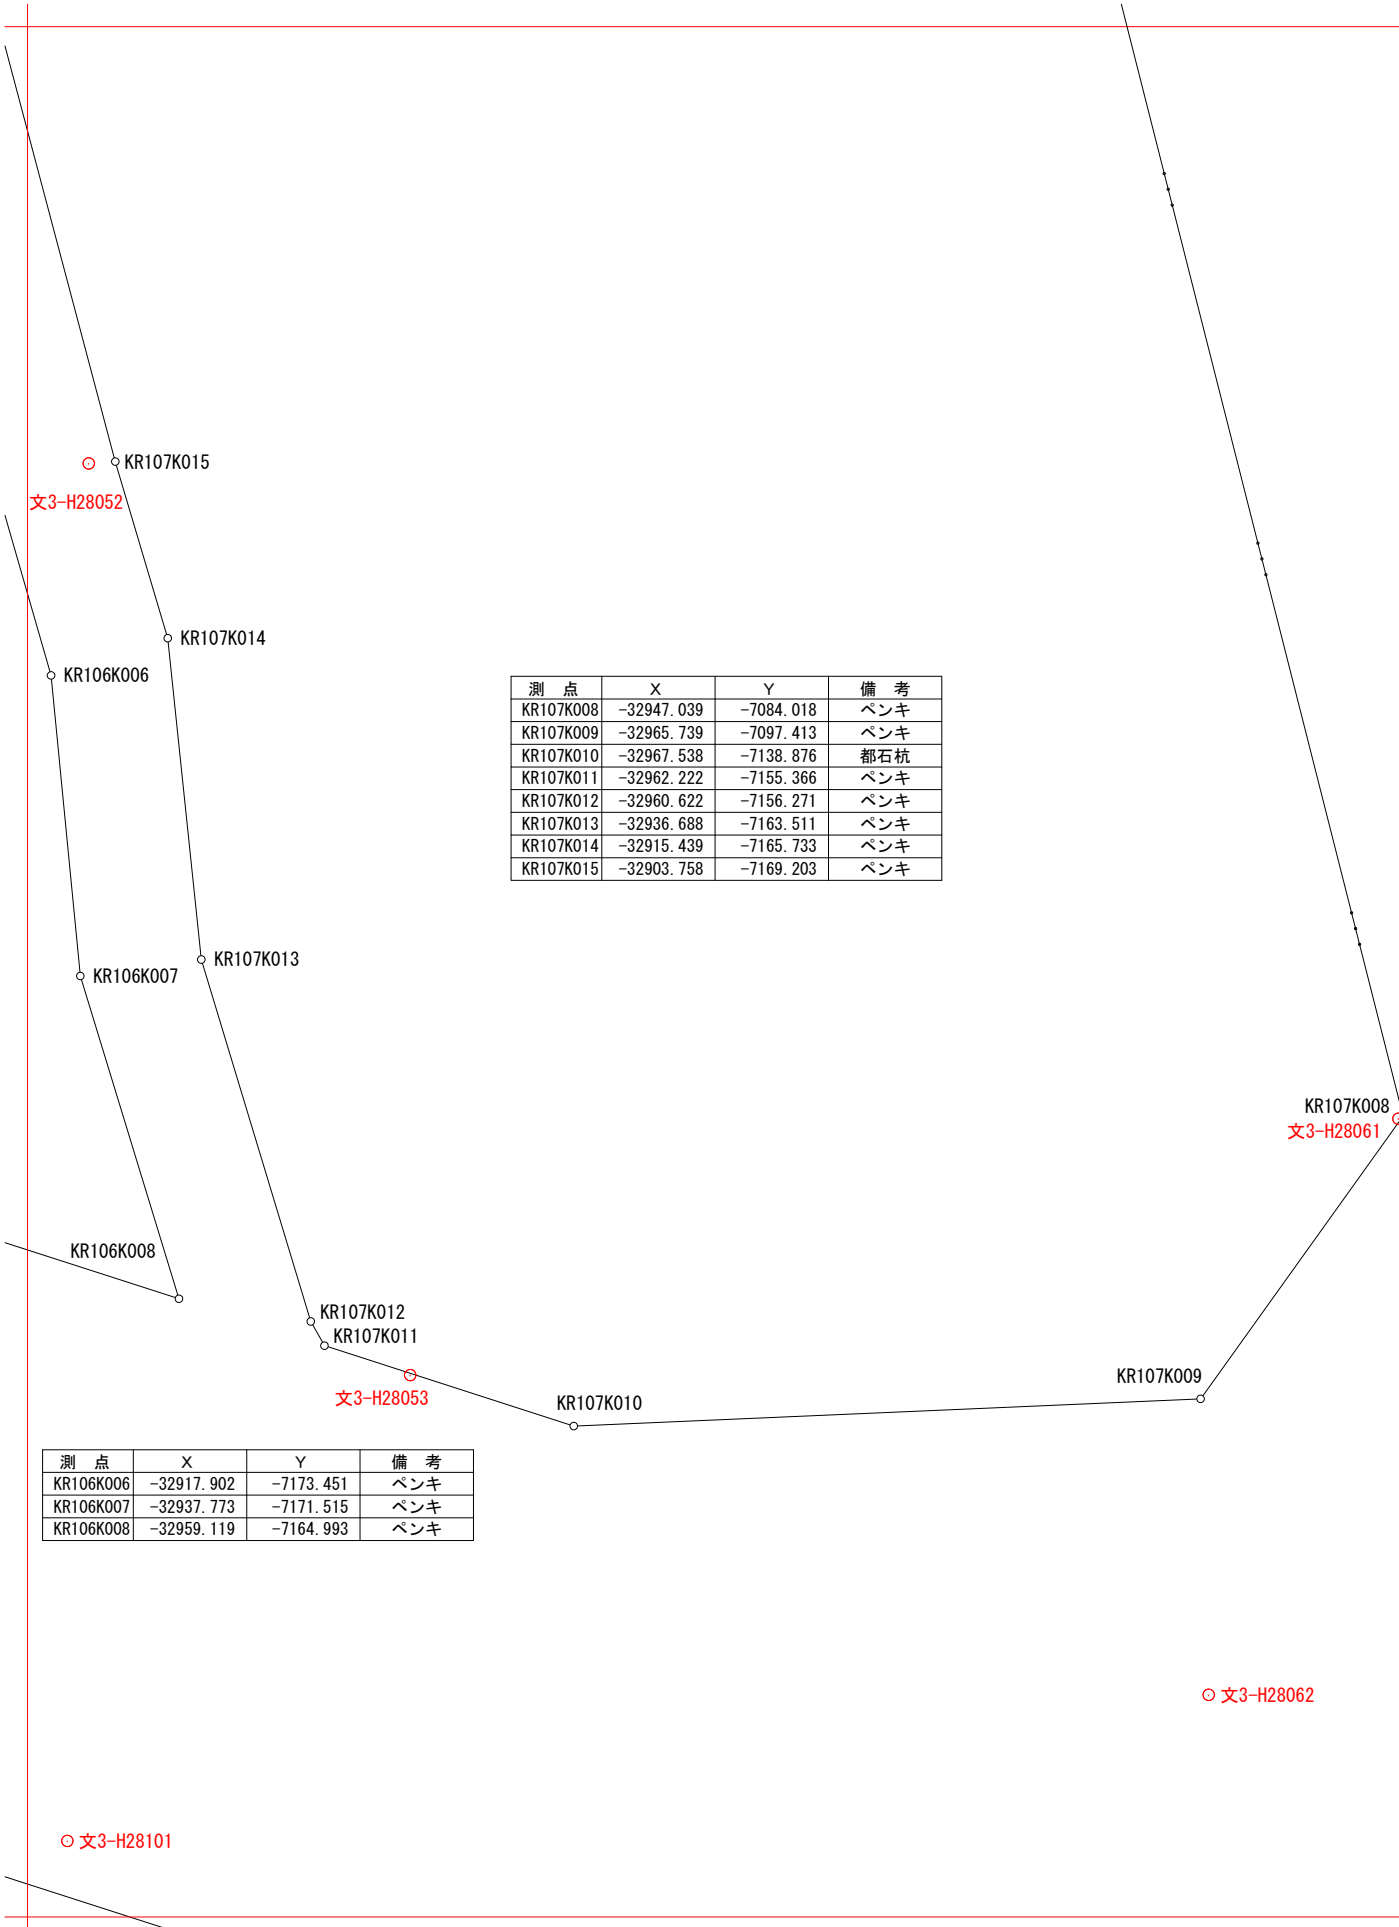 KR107K015
文3-H28052
KR107K014
KR106K006
測 点 X Y 備 考
KR107K008 -32947.039 -7084.018 ペンキ
KR107K009 -32965.739 -7097.413 ペンキ
KR107K010 -32967.538 -7138.876 都石杭
KR107K011 -32962.222 -7155.366 ペンキ
KR107K012 -32960.622 -7156.271 ペンキ
KR107K013 -32936.688 -7163.511 ペンキ
KR107K014 -32915.439 -7165.733 ペンキ
KR107K015 -32903.758 -7169.203 ペンキ
KR107K013
KR106K007
KR107K008
文3-H28061
KR106K008
KR107K012
KR107K011
KR107K009
文3-H28053
KR107K010
測 点 X Y 備 考
KR106K006 -32917.902 -7173.451 ペンキ
KR106K007 -32937.773 -7171.515 ペンキ
KR106K008 -32959.119 -7164.993 ペンキ
文3-H28062
文3-H28101